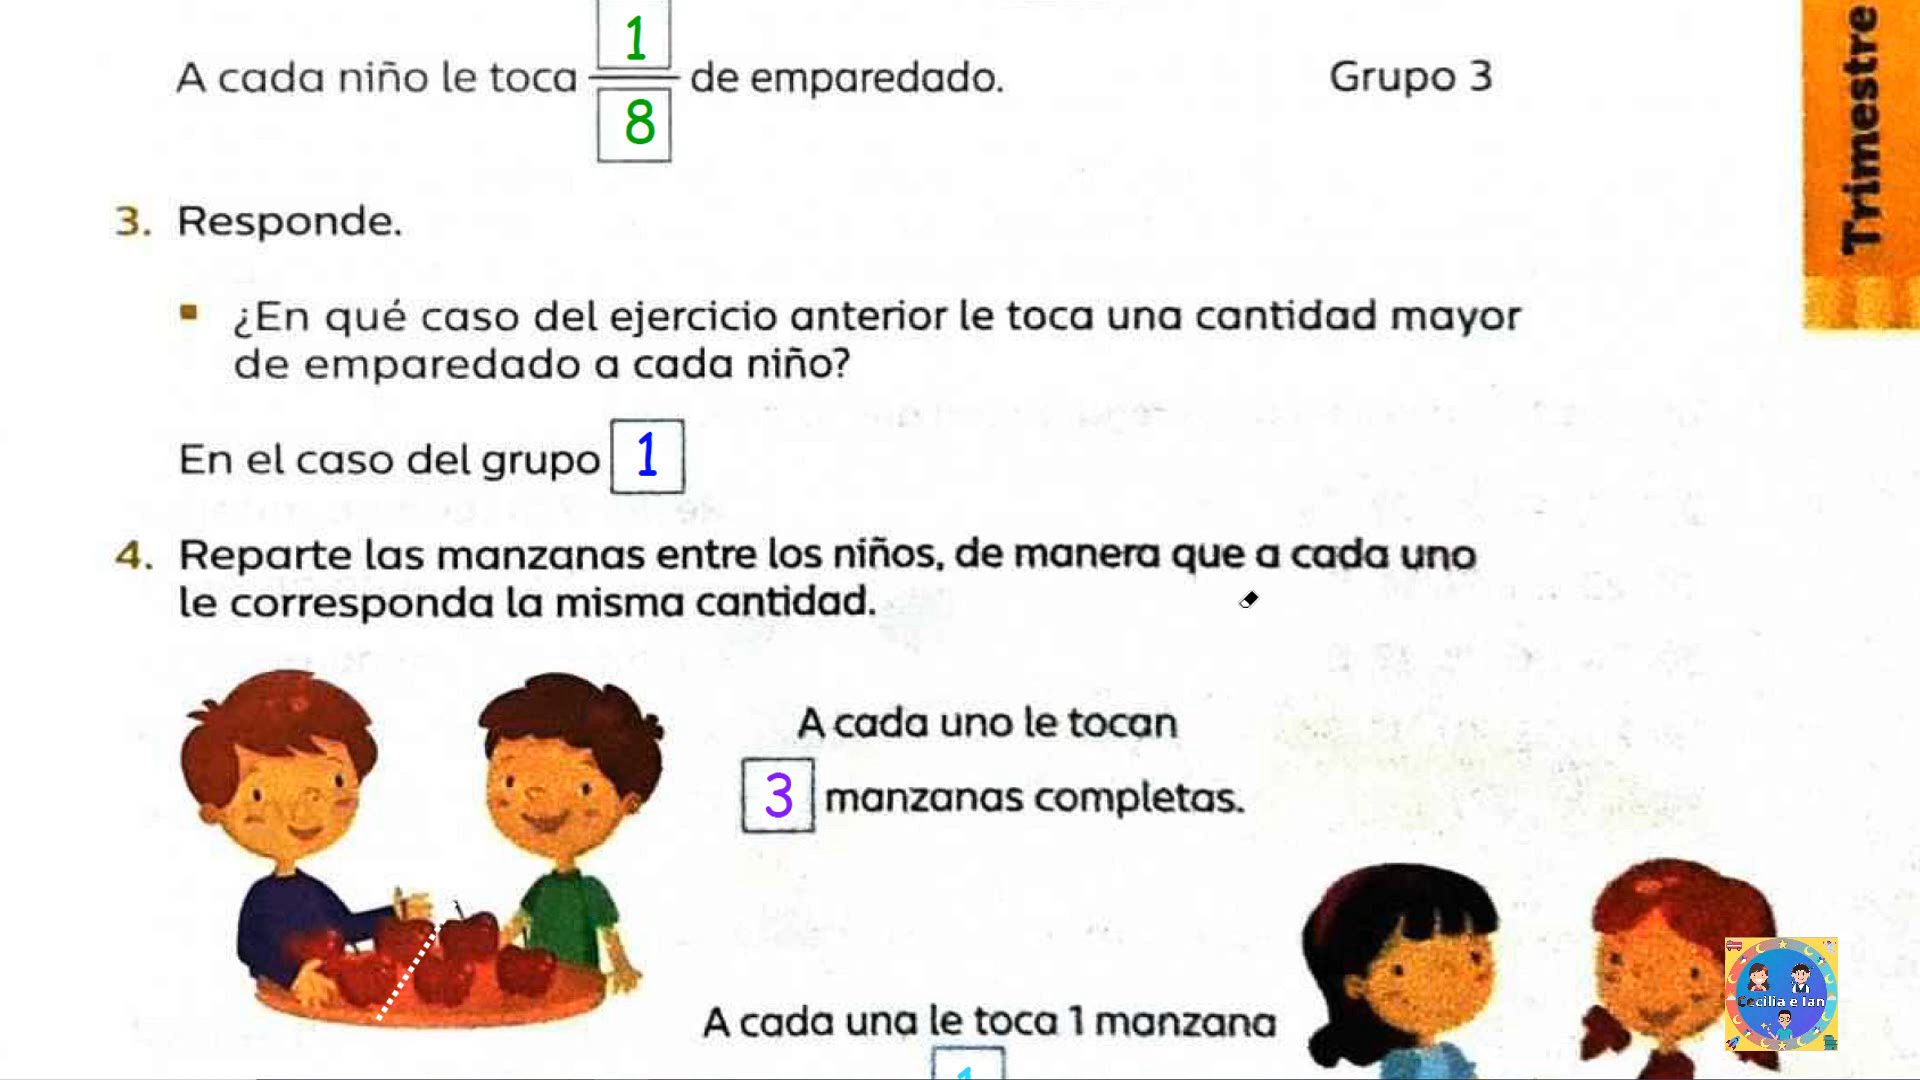 1
A cada niño le toca de emparedado.
8
Grupo 3
Trimestre
3. Responde.
¿En qué caso del ejercicio anterior le toca una cantidad mayor
de emparedado a cada niño?
En el caso del grupo 1
4. Reparte las manzanas entre los niños, de manera que a cada uno
le corresponda la misma cantidad.
A cada uno le tocan
3 manzanas completas.
A cada una le toca 1 manzana
1
Cecilia e Ian